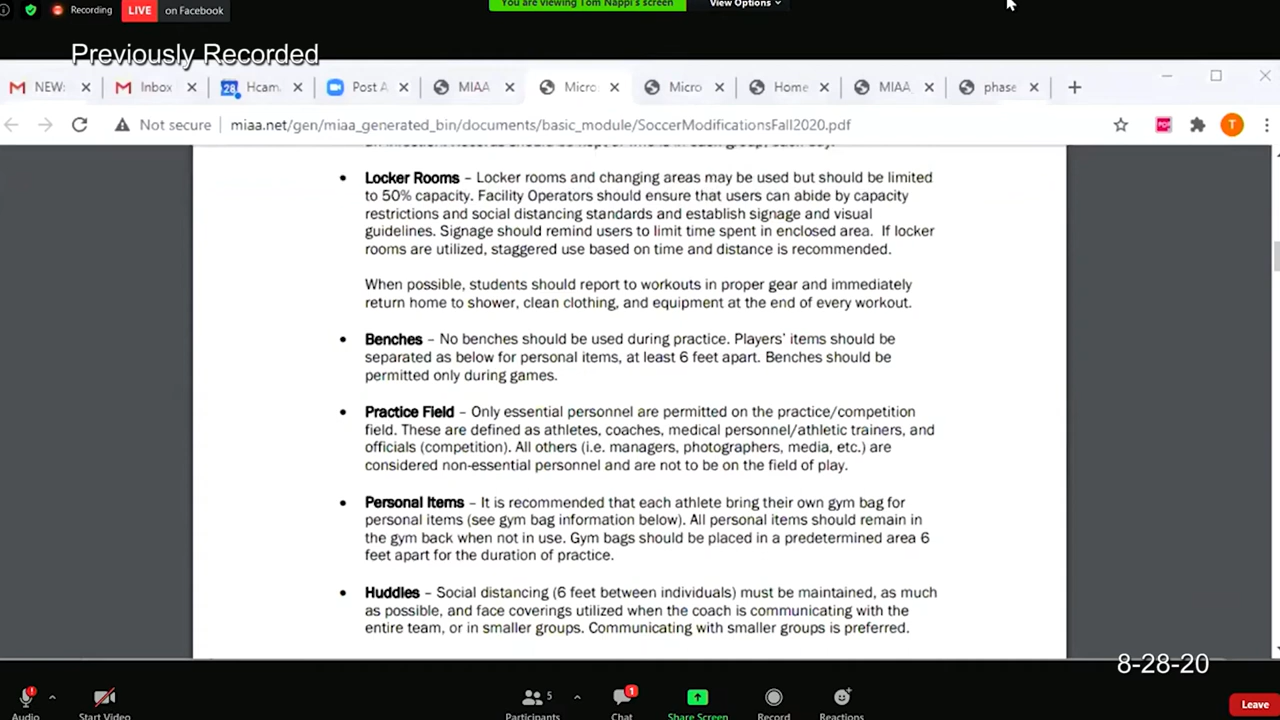 You are viewing Tom Nappi's screen
View Options
Recording
LIVE
on Facebook
Previously Recorded
NEW:
Inbox
28
Hcam.
Post A
MIAA
Micro
Micro
Home
MIAA
phase
Not secure
miaa.net/gen/miaa_generated_bin/documents/basic_module/SoccerModificationsFall2020.pdf
PDF
T
• Locker Rooms – Locker rooms and changing areas may be used but should be limited
to 50% capacity. Facility Operators should ensure that users can abide by capacity
restrictions and social distancing standards and establish signage and visual
guidelines. Signage should remind users to limit time spent in enclosed area. If locker
rooms are utilized, staggered use based on time and distance is recommended.
When possible, students should report to workouts in proper gear and immediately
return home to shower, clean clothing, and equipment at the end of every workout.
• Benches – No benches should be used during practice. Players' items should be
separated as below for personal items, at least 6 feet apart. Benches should be
permitted only during games.
• Practice Field – Only essential personnel are permitted on the practice/competition
field. These are defined as athletes, coaches, medical personnel/athletic trainers, and
officials (competition). All others (i.e. managers, photographers, media, etc.) are
considered non-essential personnel and are not to be on the field of play.
• Personal Items – It is recommended that each athlete bring their own gym bag for
personal items (see gym bag information below). All personal items should remain in
the gym back when not in use. Gym bags should be placed in a predetermined area 6
feet apart for the duration of practice.
• Huddles – Social distancing (6 feet between individuals) must be maintained, as much
as possible, and face coverings utilized when the coach is communicating with the
entire team, or in smaller groups. Communicating with smaller groups is preferred.
8-28-20
Audio
Start Video
5
Participants
1
Chat
Share Screen
Record
Reactions
Leave